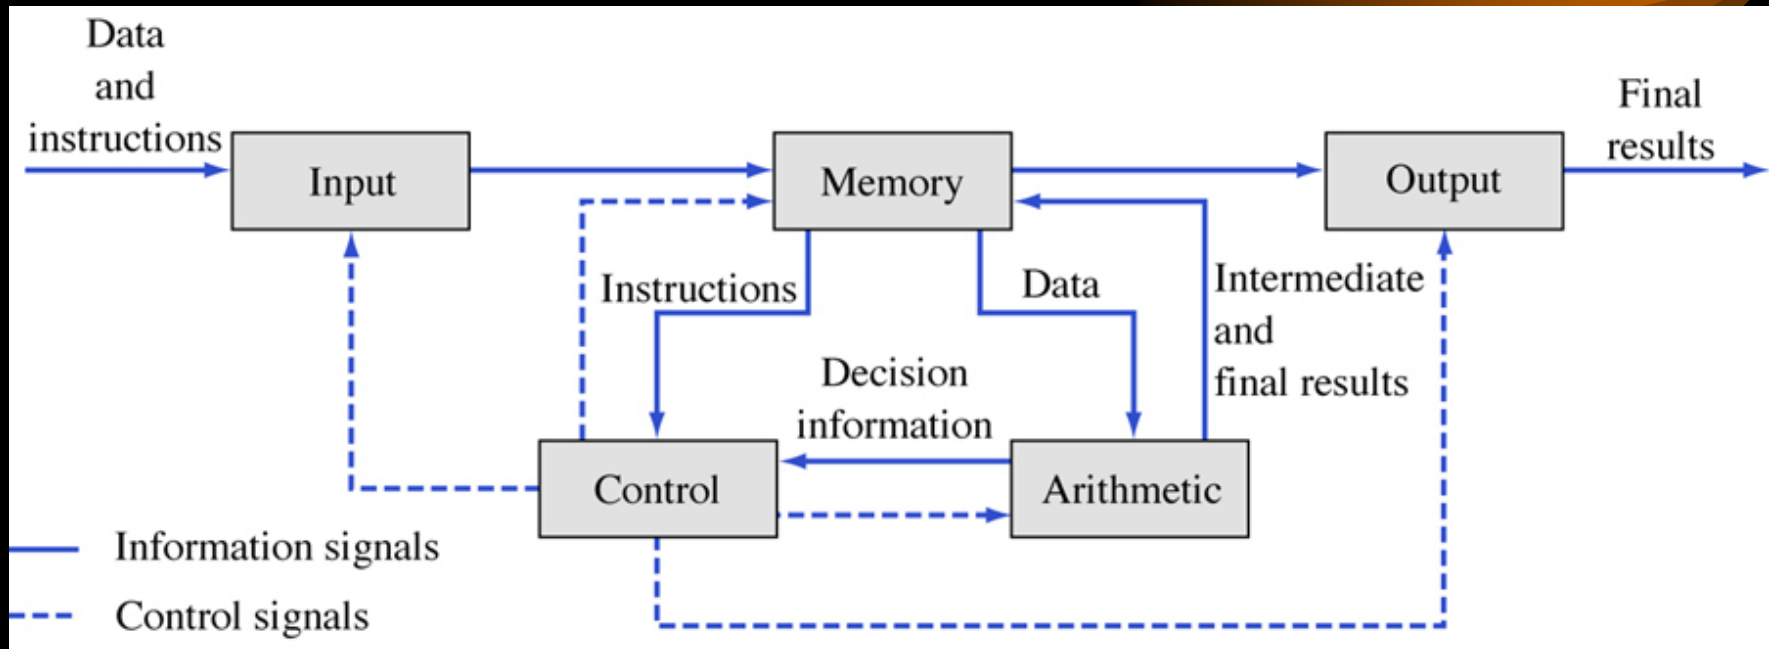 Data
and
instructions
Final
results
Input
Memory
Output
Instructions
Data
Intermediate
and
final results
Decision
information
Control
Arithmetic
Information signals
Control signals